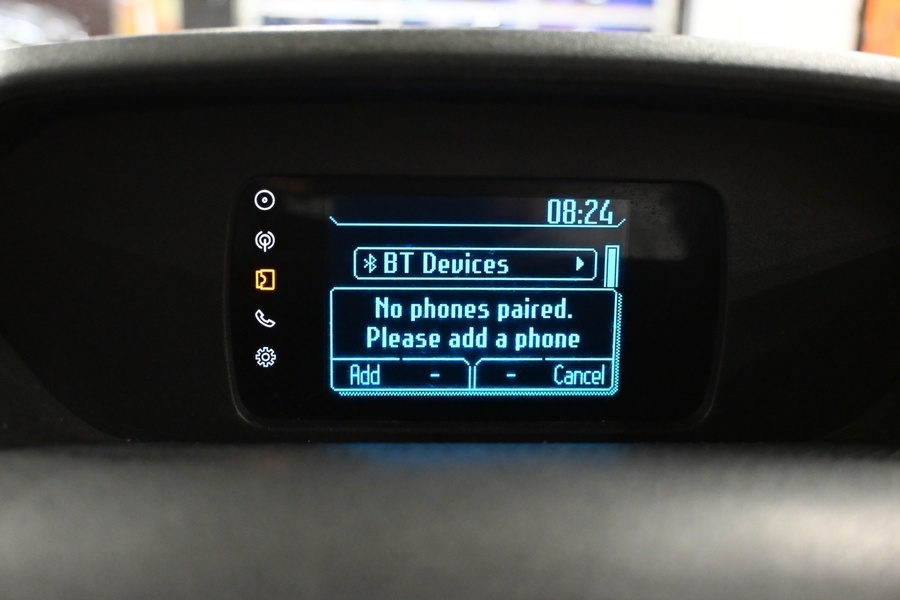 08:24
BT Devices
No phones paired.
Please add a phone
Add - - Cancel